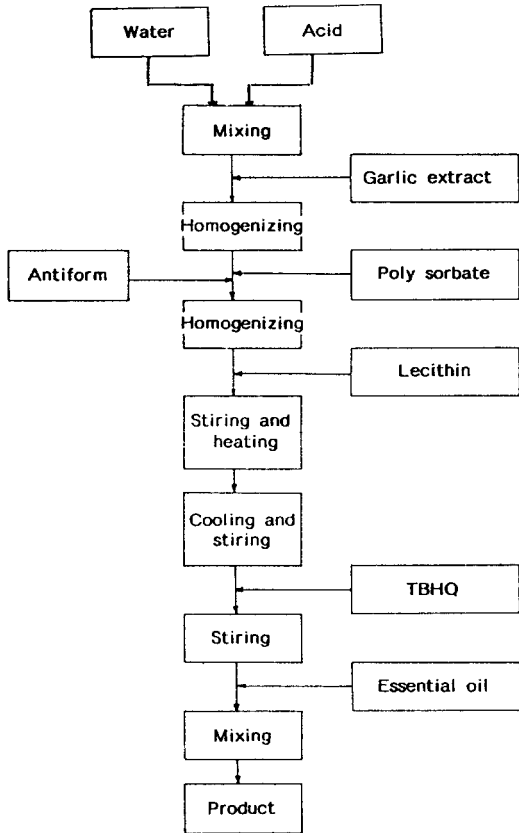 Water
Acid
Mixing
Garlic extract
Homogenizing
Antiform
Poly sorbate
Homogenizing
Lecithin
Stiring and
heating
Cooling and
stiring
TBHQ
Stiring
Essential oil
Mixing
Product